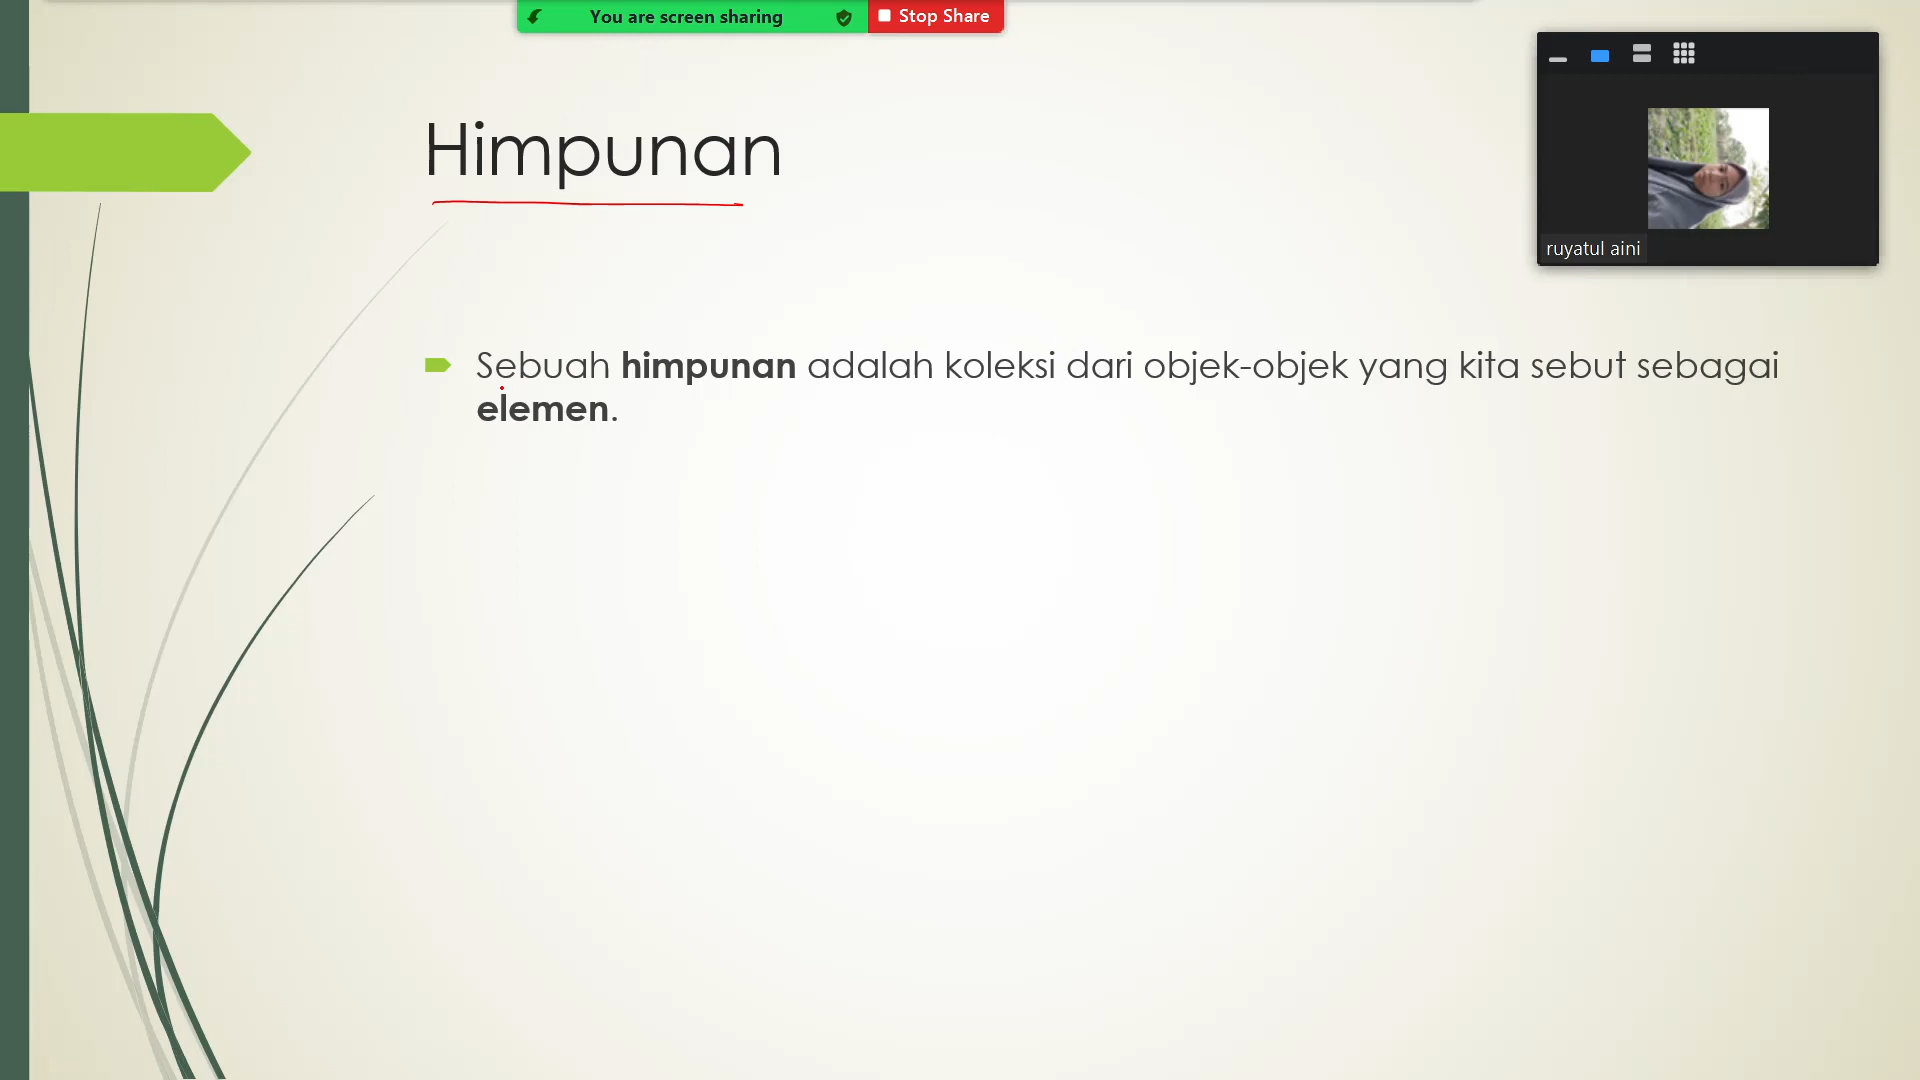 You are screen sharing
Stop Share
Himpunan
ruyatul aini
Sebuah himpunan adalah koleksi dari objek-objek yang kita sebut sebagai
elemen.